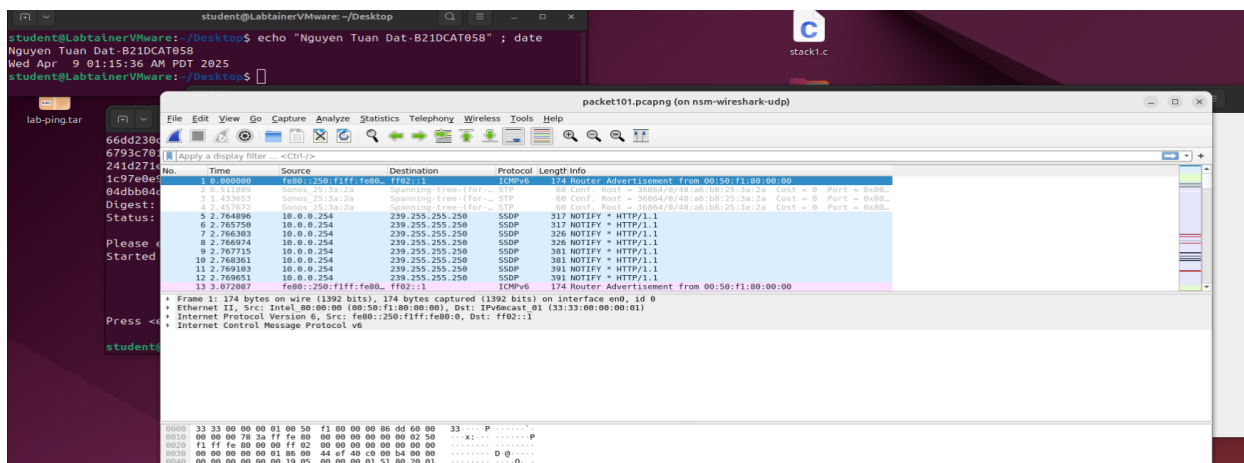 student@LabtainerVMware: ~/Desktop
student@LabtainerVMware:~/Desktop$ echo "Nguyen Tuan Dat-B21DCAT058" ; date
Nguyen Tuan Dat-B21DCAT058
Wed Apr  9 01:15:36 AM PDT 2025
student@LabtainerVMware:~/Desktop$
stack1.c
lab-ping.tar
66dd230c
6793c701
241d271e
1c97e0e9
04dbb04c
Digest:
Status:
Please e
Started
Press <e
student@
packet101.pcapng (on nsm-wireshark-udp)
File Edit View Go Capture Analyze Statistics Telephony Wireless Tools Help
Apply a display filter ... <Ctrl-/>
No. Time Source Destination Protocol Length Info
1 0.000000 fe80::250:f1ff:fe80… ff02::1 ICMPv6 174 Router Advertisement from 00:50:f1:80:00:00
2 0.511889 Sonos_25:3a:2a Spanning-tree-(for-… STP 60 Conf. Root = 36864/0/48:a6:b8:25:3a:2a Cost = 0 Port = 0x80…
3 1.433653 Sonos_25:3a:2a Spanning-tree-(for-… STP 60 Conf. Root = 36864/0/48:a6:b8:25:3a:2a Cost = 0 Port = 0x80…
4 2.457672 Sonos_25:3a:2a Spanning-tree-(for-… STP 60 Conf. Root = 36864/0/48:a6:b8:25:3a:2a Cost = 0 Port = 0x80…
5 2.764896 10.0.0.254 239.255.255.250 SSDP 317 NOTIFY * HTTP/1.1
6 2.765750 10.0.0.254 239.255.255.250 SSDP 317 NOTIFY * HTTP/1.1
7 2.766303 10.0.0.254 239.255.255.250 SSDP 326 NOTIFY * HTTP/1.1
8 2.766974 10.0.0.254 239.255.255.250 SSDP 326 NOTIFY * HTTP/1.1
9 2.767715 10.0.0.254 239.255.255.250 SSDP 381 NOTIFY * HTTP/1.1
10 2.768361 10.0.0.254 239.255.255.250 SSDP 381 NOTIFY * HTTP/1.1
11 2.769103 10.0.0.254 239.255.255.250 SSDP 391 NOTIFY * HTTP/1.1
12 2.769651 10.0.0.254 239.255.255.250 SSDP 391 NOTIFY * HTTP/1.1
13 3.072087 fe80::250:f1ff:fe80… ff02::1 ICMPv6 174 Router Advertisement from 00:50:f1:80:00:00
Frame 1: 174 bytes on wire (1392 bits), 174 bytes captured (1392 bits) on interface en0, id 0
Ethernet II, Src: Intel_80:00:00 (00:50:f1:80:00:00), Dst: IPv6mcast_01 (33:33:00:00:00:01)
Internet Protocol Version 6, Src: fe80::250:f1ff:fe80:0, Dst: ff02::1
Internet Control Message Protocol v6
0000 33 33 00 00 00 01 00 50 f1 80 00 00 86 dd 60 00 33·····P ······`·
0010 00 00 00 78 3a ff fe 80 00 00 00 00 00 00 02 50 ···x:··· ·······P
0020 f1 ff fe 80 00 00 ff 02 00 00 00 00 00 00 00 00 ········ ········
0030 00 00 00 00 00 01 86 00 44 ef 40 c0 00 b4 00 00 ········ D·@·····
0040 00 00 00 00 00 00 19 05 00 00 00 01 51 80 20 01 ········ ····Q· ·